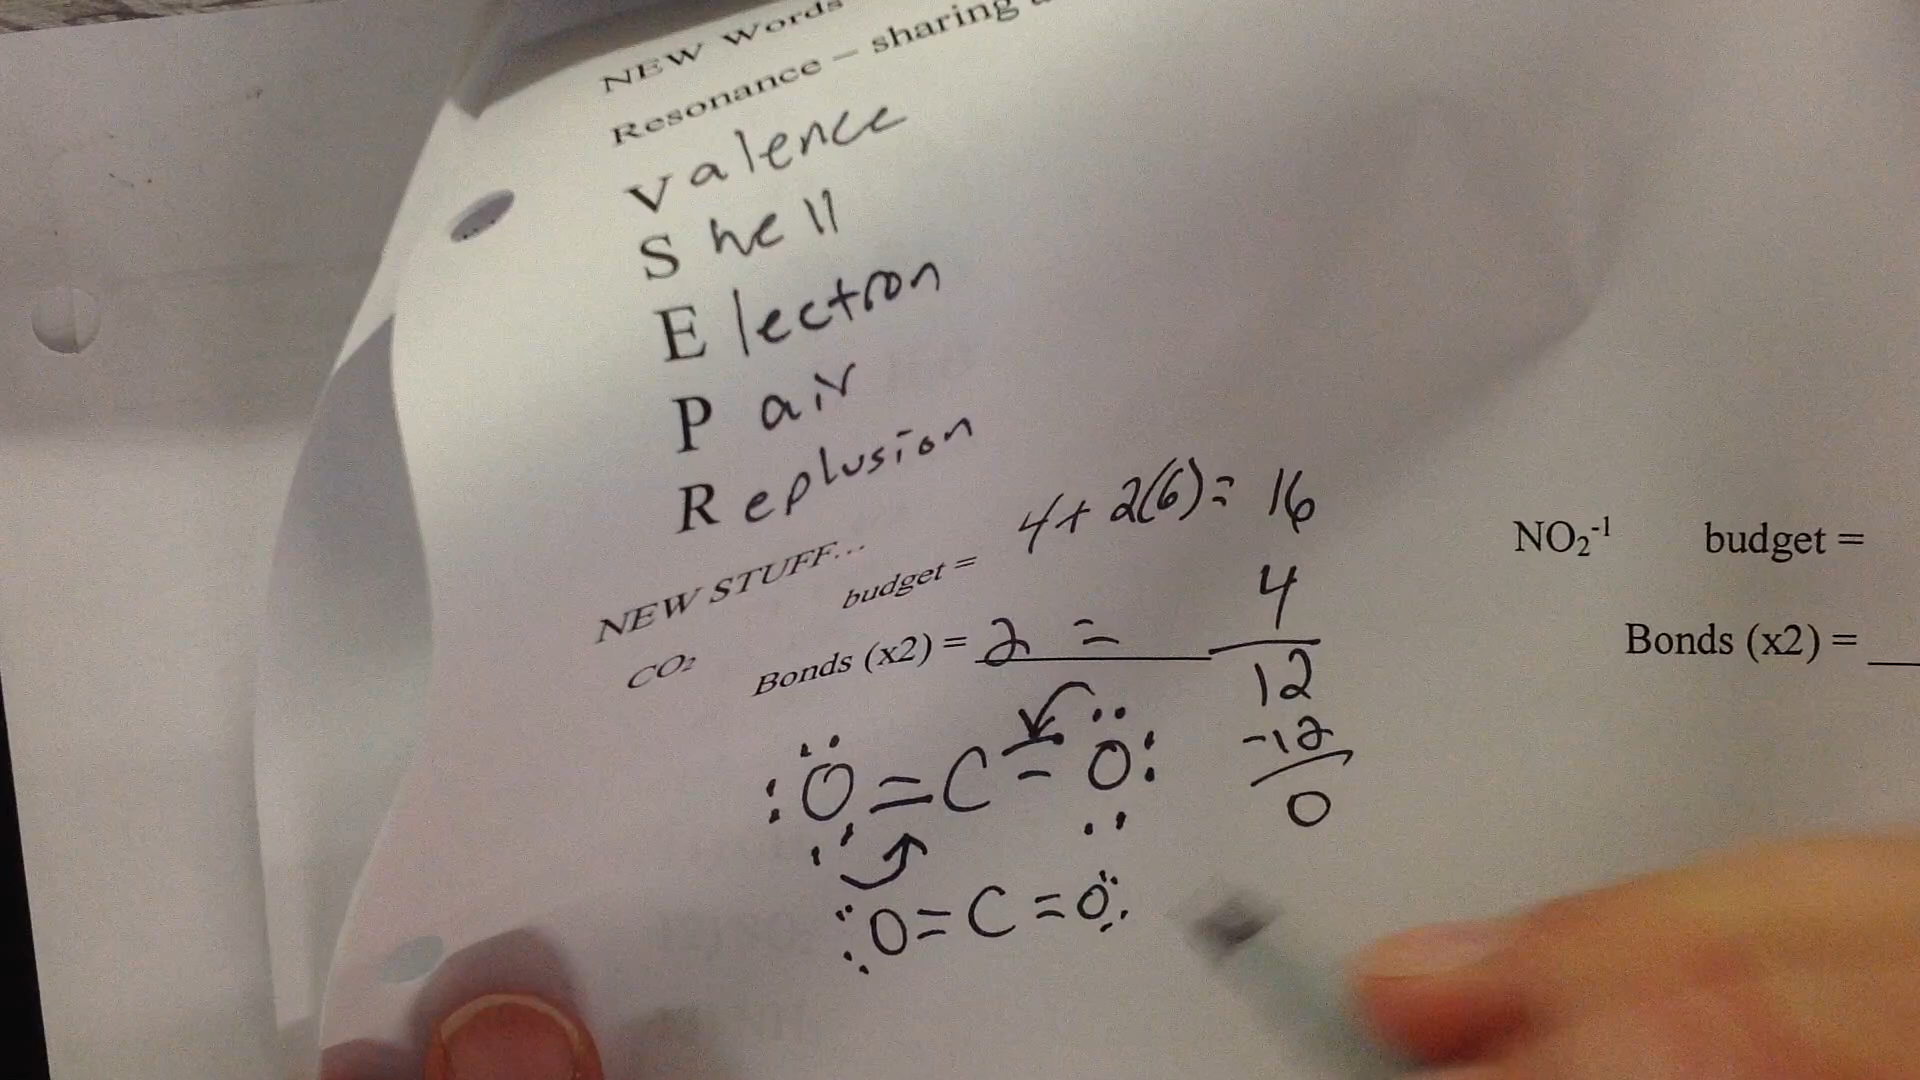 NEW Words
Resonance – sharing
Valence
Shell
Electron
Pair
Replusion
NEW STUFF...
CO₂ budget = 4 + 2(6) = 16
Bonds (x2) = 2 = 4
12
-12
0
:O=C=O:
O=C=O
NO₂⁻¹ budget =
Bonds (x2) =